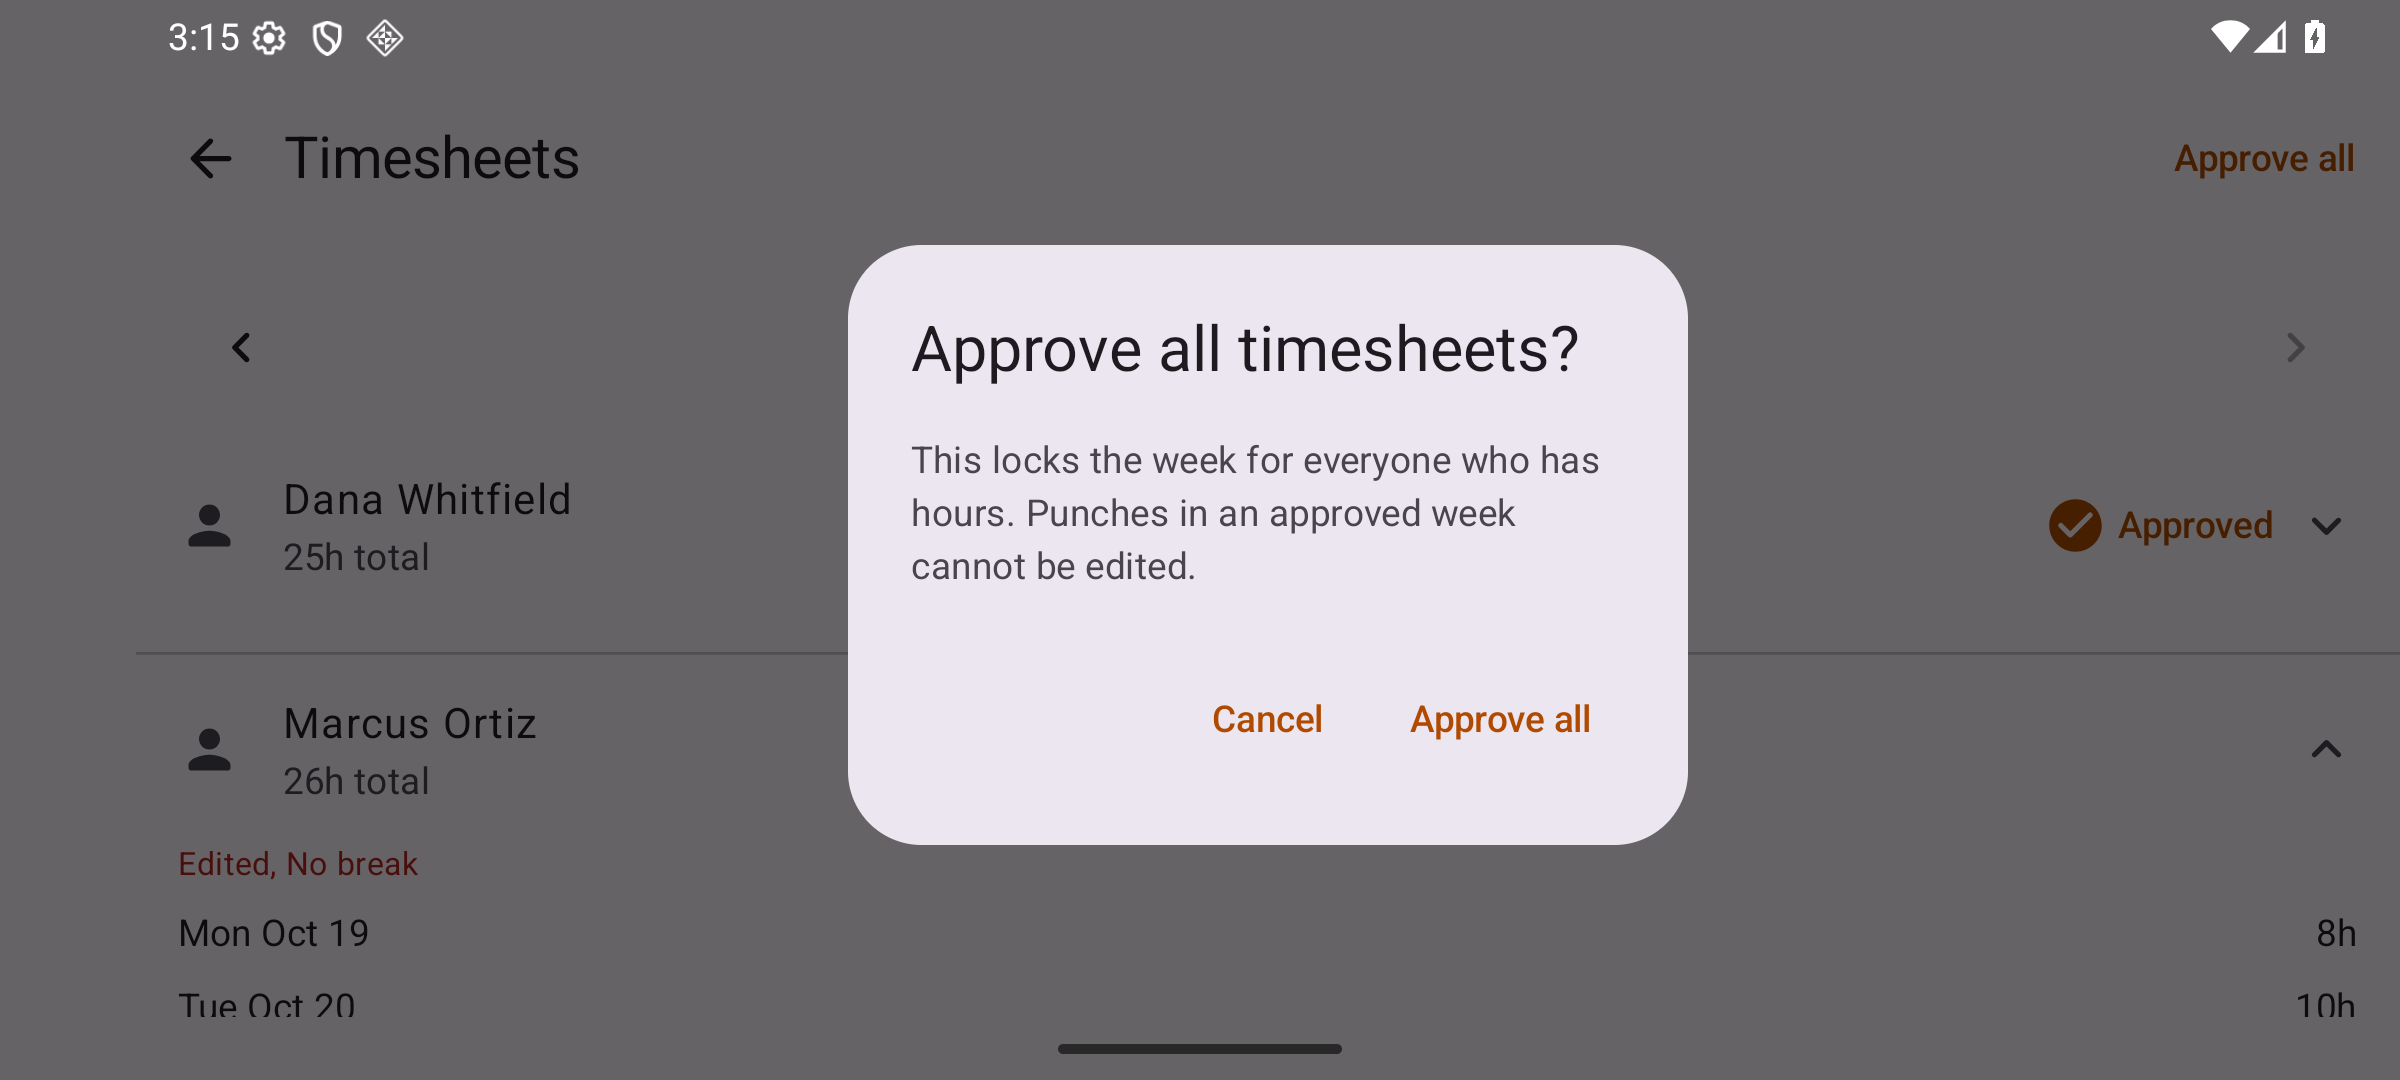 3:15
Timesheets
Approve all
Approve all timesheets?
This locks the week for everyone who has
hours. Punches in an approved week
cannot be edited.
Cancel
Approve all
Dana Whitfield
25h total
Approved
Marcus Ortiz
26h total
Edited, No break
Mon Oct 19
8h
Tue Oct 20
10h